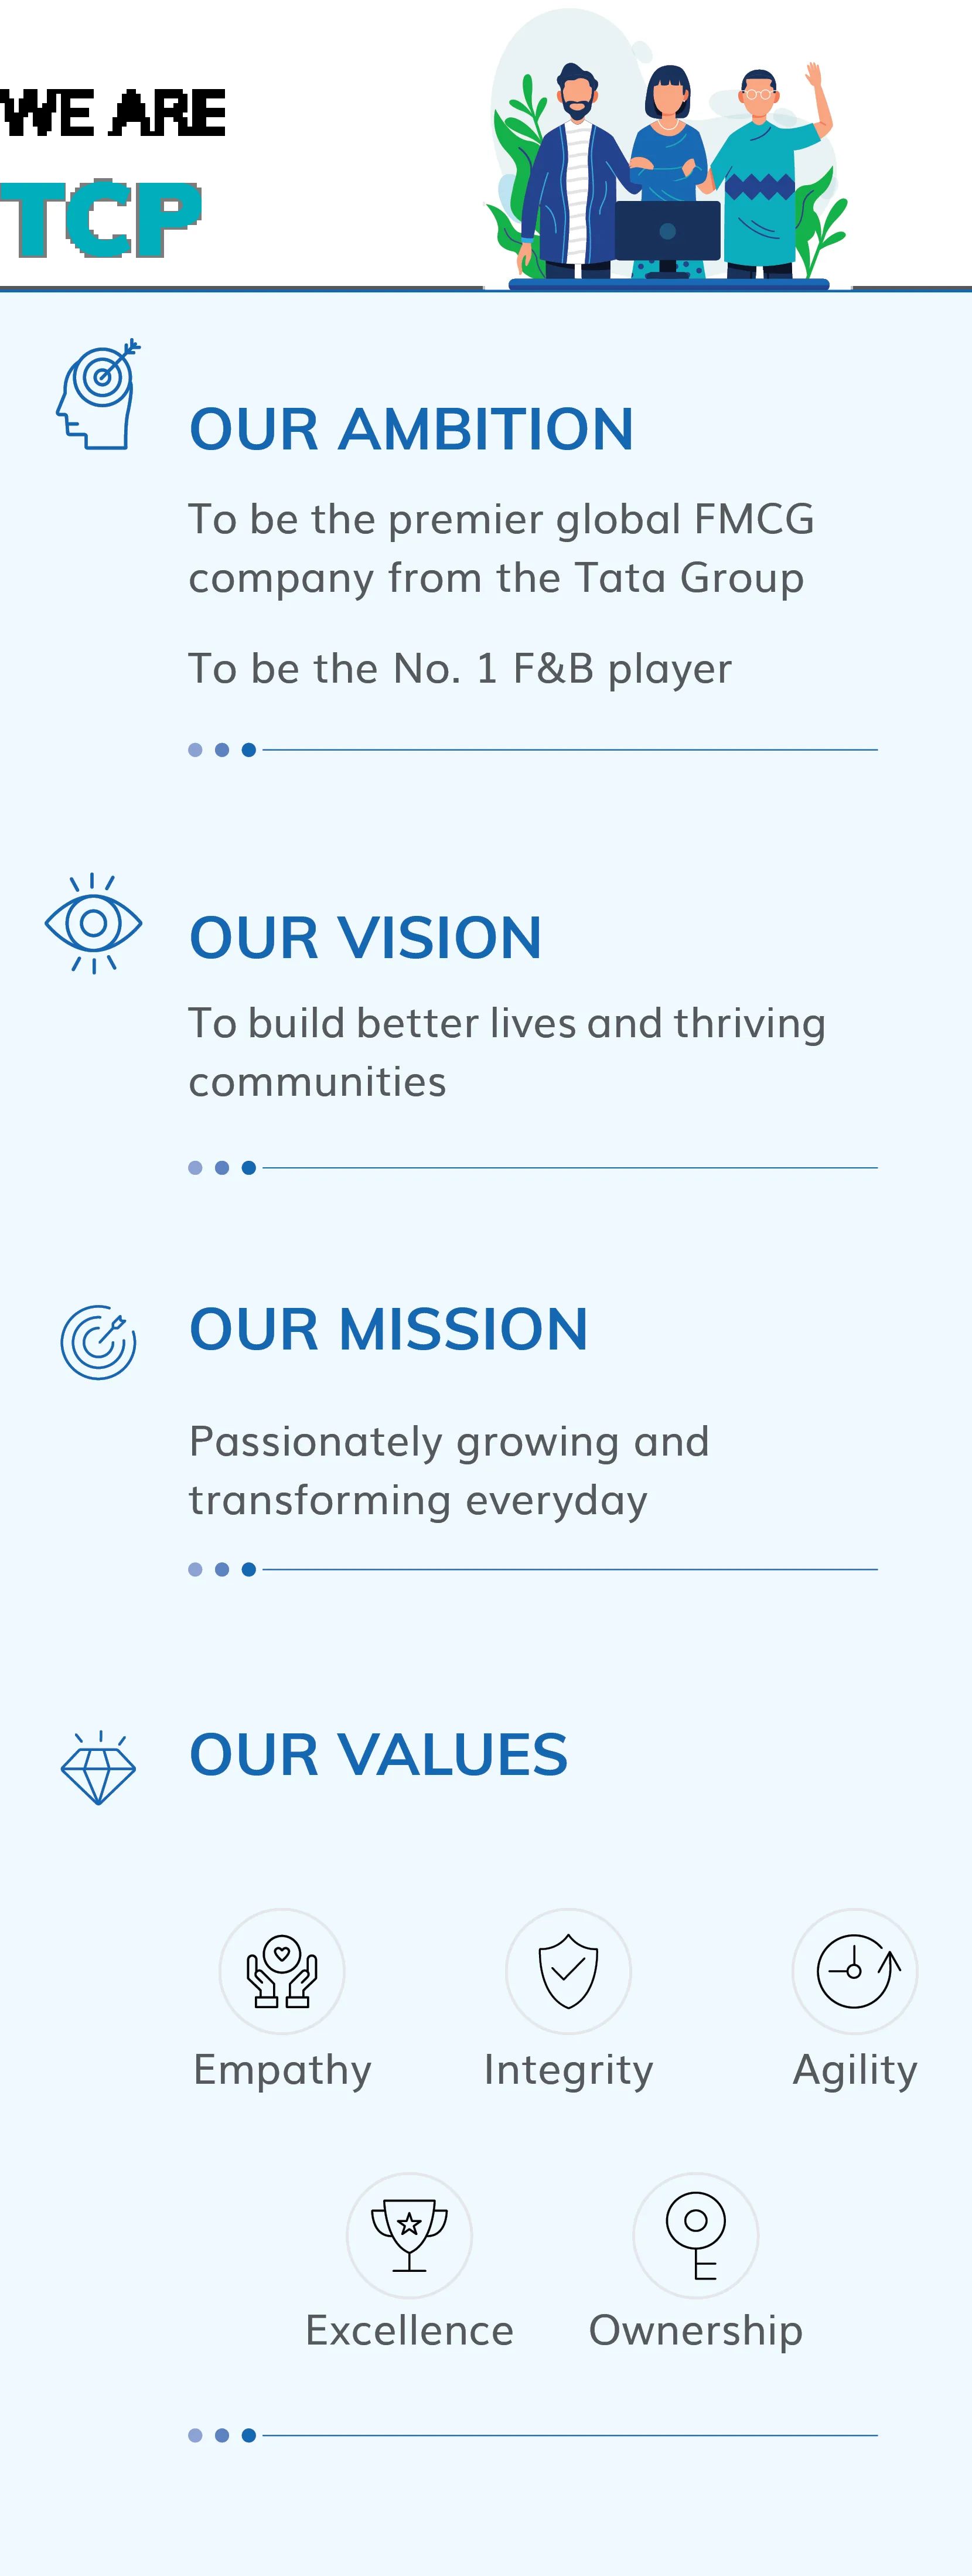 WE ARE
TCP
OUR AMBITION
To be the premier global FMCG
company from the Tata Group
To be the No. 1 F&B player
OUR VISION
To build better lives and thriving
communities
OUR MISSION
Passionately growing and
transforming everyday
OUR VALUES
Empathy Integrity Agility
Excellence Ownership